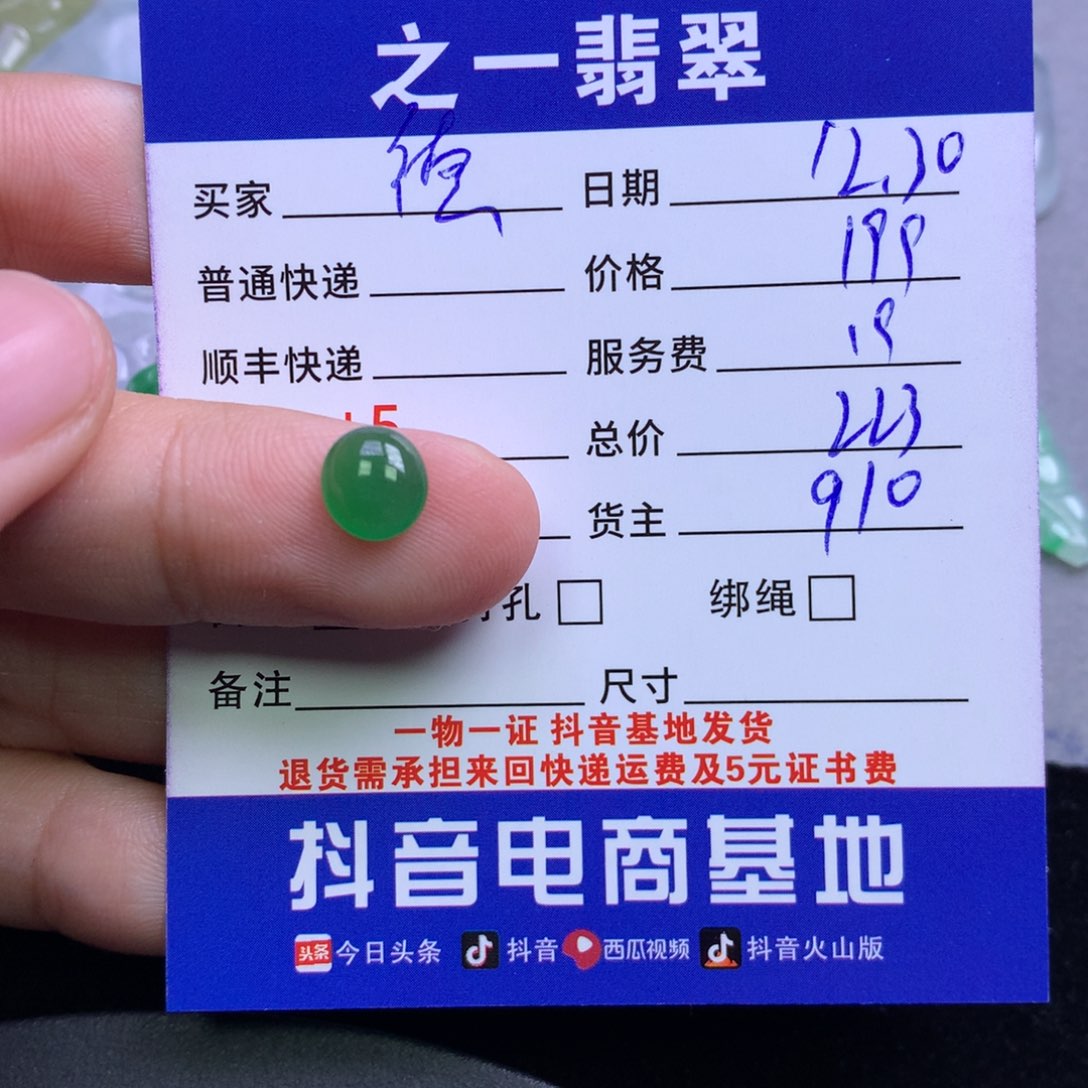 之一翡翠
买家 德 日期 12.30
普通快递 价格 199
顺丰快递 服务费 19
+5 总价 223
货主 910
孔 绑绳
备注 尺寸
一物一证 抖音基地发货
退货需承担来回快递运费及5元证书费
抖音电商基地
头条 今日头条 抖音 西瓜视频 抖音火山版